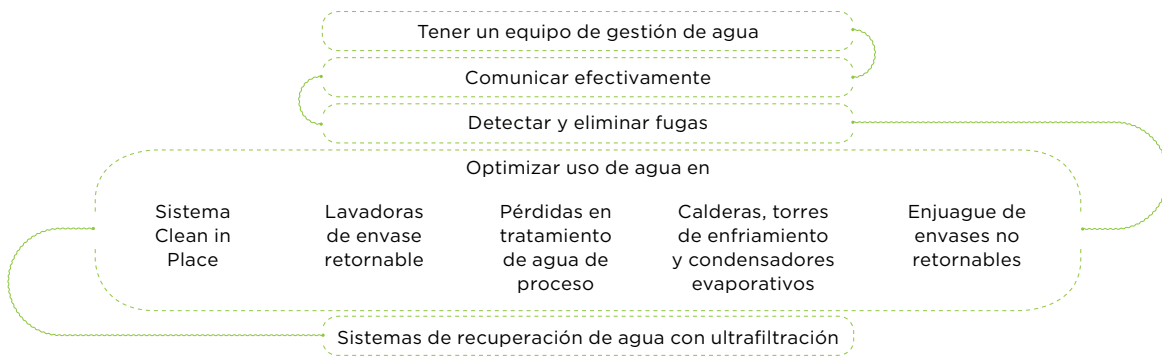 Tener un equipo de gestión de agua
Comunicar efectivamente
Detectar y eliminar fugas
Optimizar uso de agua en
Sistema
Clean in
Place
Lavadoras
de envase
retornable
Pérdidas en
tratamiento
de agua de
proceso
Calderas, torres
de enfriamiento
y condensadores
evaporativos
Enjuague de
envases no
retornables
Sistemas de recuperación de agua con ultrafiltración